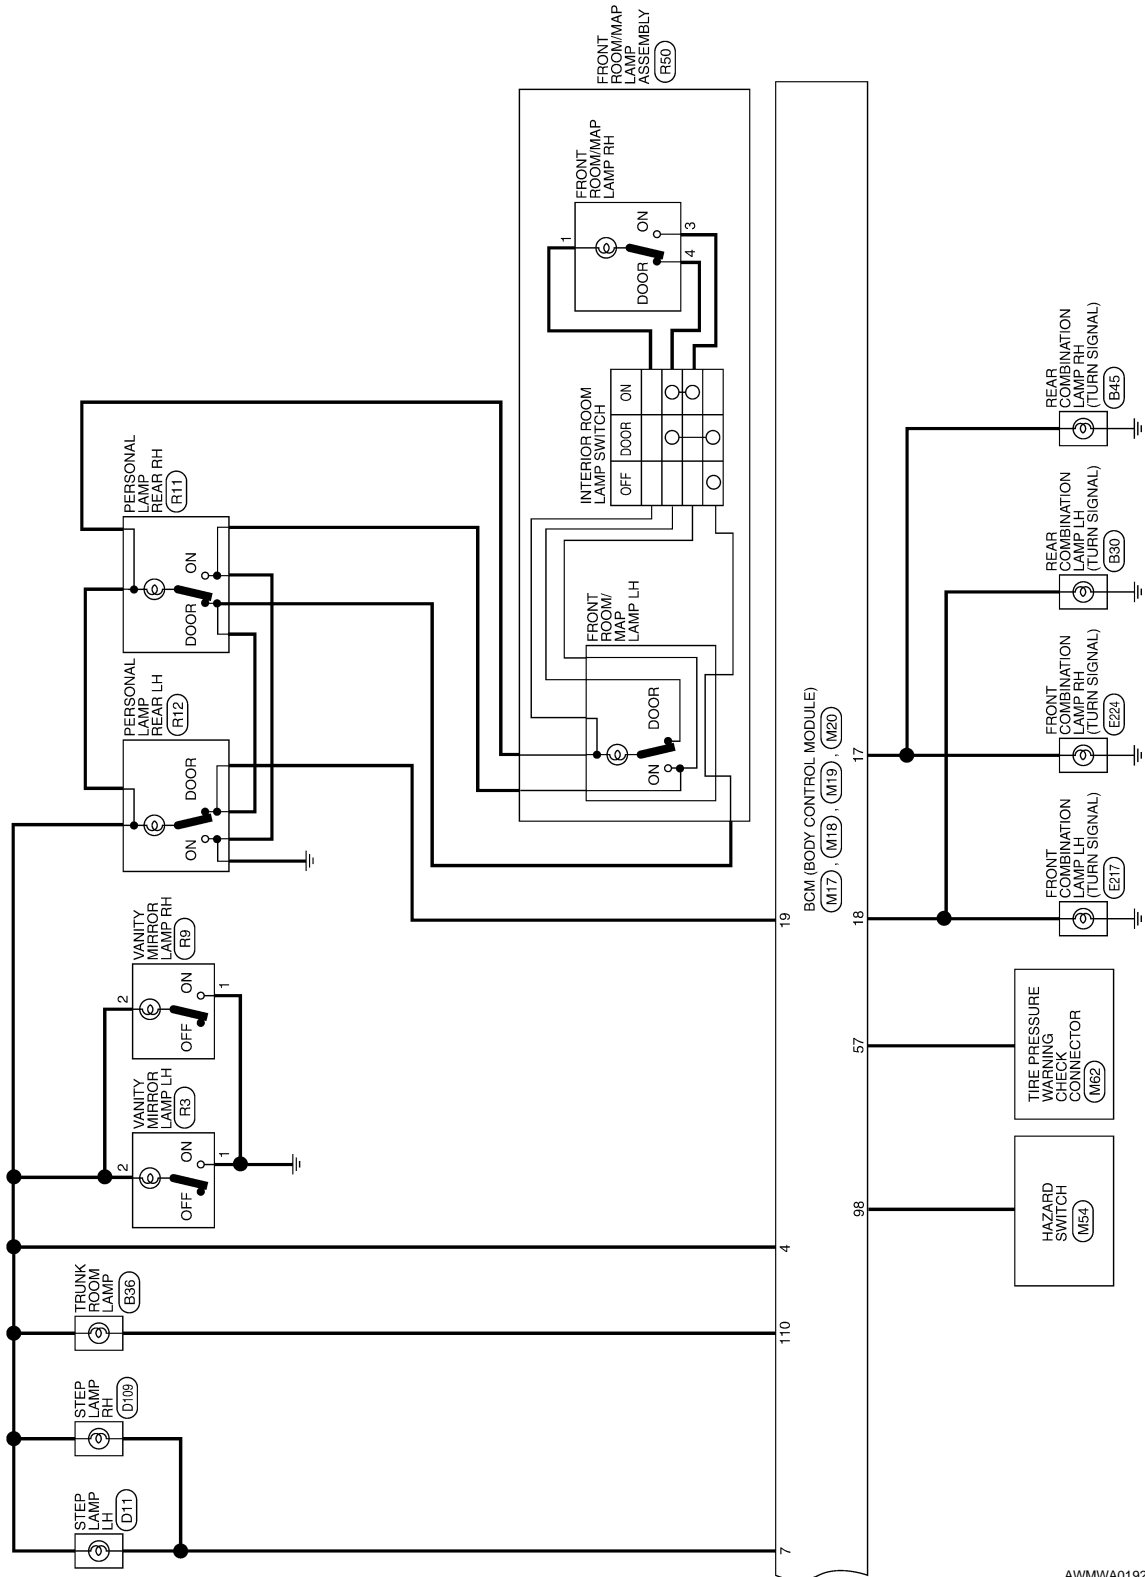 FRONT
ROOM/MAP
LAMP
ASSEMBLY
R50
FRONT
ROOM/MAP
LAMP RH
1
ON
DOOR
3
4
INTERIOR ROOM
LAMP SWITCH
OFF
DOOR
ON
FRONT
ROOM/
MAP
LAMP LH
DOOR
ON
PERSONAL
LAMP
REAR RH
R11
ON
DOOR
PERSONAL
LAMP
REAR LH
R12
DOOR
ON
VANITY
MIRROR
LAMP RH
R9
2
ON
OFF
1
VANITY
MIRROR
LAMP LH
R3
2
ON
OFF
1
TRUNK
ROOM
LAMP
B36
STEP
LAMP
RH
D109
STEP
LAMP
LH
D11
BCM (BODY CONTROL MODULE)
M17 , M18 , M19 , M20
19
4
110
7
17
18
57
98
REAR
COMBINATION
LAMP RH
(TURN SIGNAL)
B45
REAR
COMBINATION
LAMP LH
(TURN SIGNAL)
B30
FRONT
COMBINATION
LAMP RH
(TURN SIGNAL)
E224
FRONT
COMBINATION
LAMP LH
(TURN SIGNAL)
E217
TIRE PRESSURE
WARNING
CHECK
CONNECTOR
M62
HAZARD
SWITCH
M54
AWMWA0192